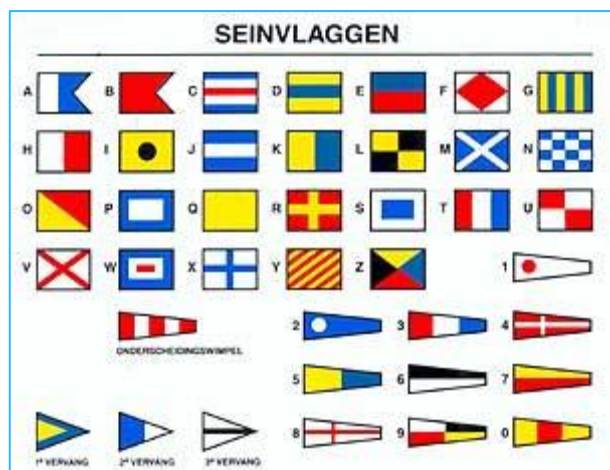 SEINVLAGGEN
A B C D E F G
H I J K L M N
O P Q R S T U
V W X Y Z 1
2 3 4
ONDERSCHEIDINGSWIMPEL
5 6 7
8 9 0
1e VERVANG 2e VERVANG 3e VERVANG